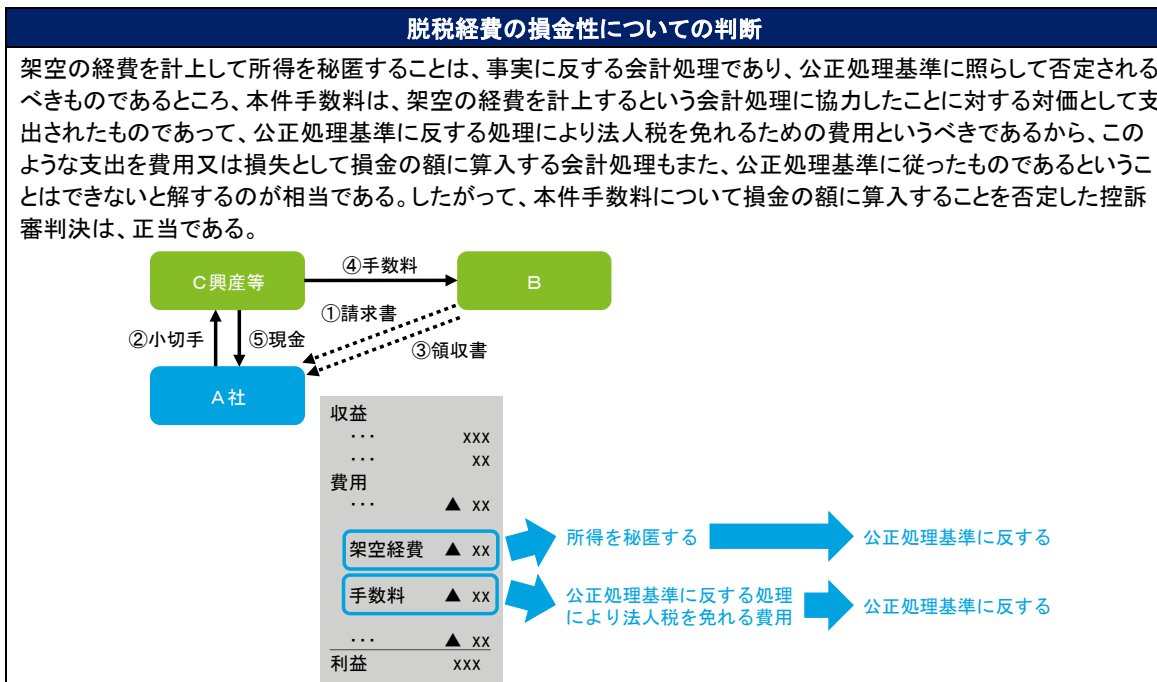 脱税経費の損金性についての判断
架空の経費を計上して所得を秘匿することは、事実に反する会計処理であり、公正処理基準に照らして否定される
べきものであるところ、本件手数料は、架空の経費を計上するという会計処理に協力したことに対する対価として支
出されたものであって、公正処理基準に反する処理により法人税を免れるための費用というべきであるから、この
ような支出を費用又は損失として損金の額に算入する会計処理もまた、公正処理基準に従ったものであるというこ
とはできないと解するのが相当である。したがって、本件手数料について損金の額に算入することを否定した控訴
審判決は、正当である。
C興産等
④手数料
B
①請求書
②小切手
⑤現金
③領収書
A社
収益
… xxx
… xx
費用
… ▲ xx
架空経費 ▲ xx
所得を秘匿する
公正処理基準に反する
手数料 ▲ xx
公正処理基準に反する処理
により法人税を免れる費用
公正処理基準に反する
… ▲ xx
利益 xxx